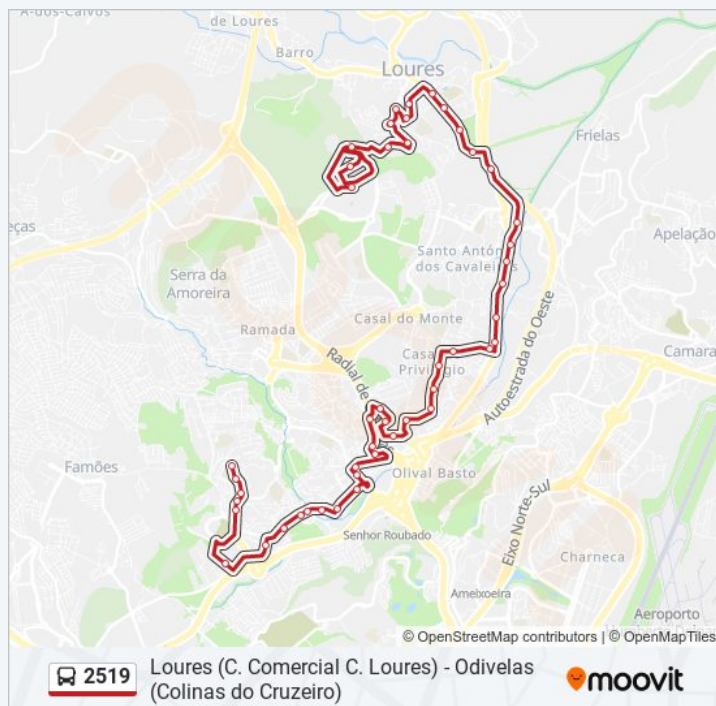 A-dos-Calvos
de Loures
Barro
Loures
Frielas
eças
Santo Antón
dos Cavaleiros
Apelação
Serra da
Amoreira
Casal do Monte
Ramada
Autoestrada do Oeste
Radial de
Casa
Privilégio
Camara
Famões
Olival Basto
Eixo Norte-Sul
Senhor Roubado
Charneca
Ameixoeira
Aeroporto
© OpenStreetMap contributors | © OpenMapTiles
2519
Loures (C. Comercial C. Loures) - Odivelas
(Colinas do Cruzeiro)
moovit